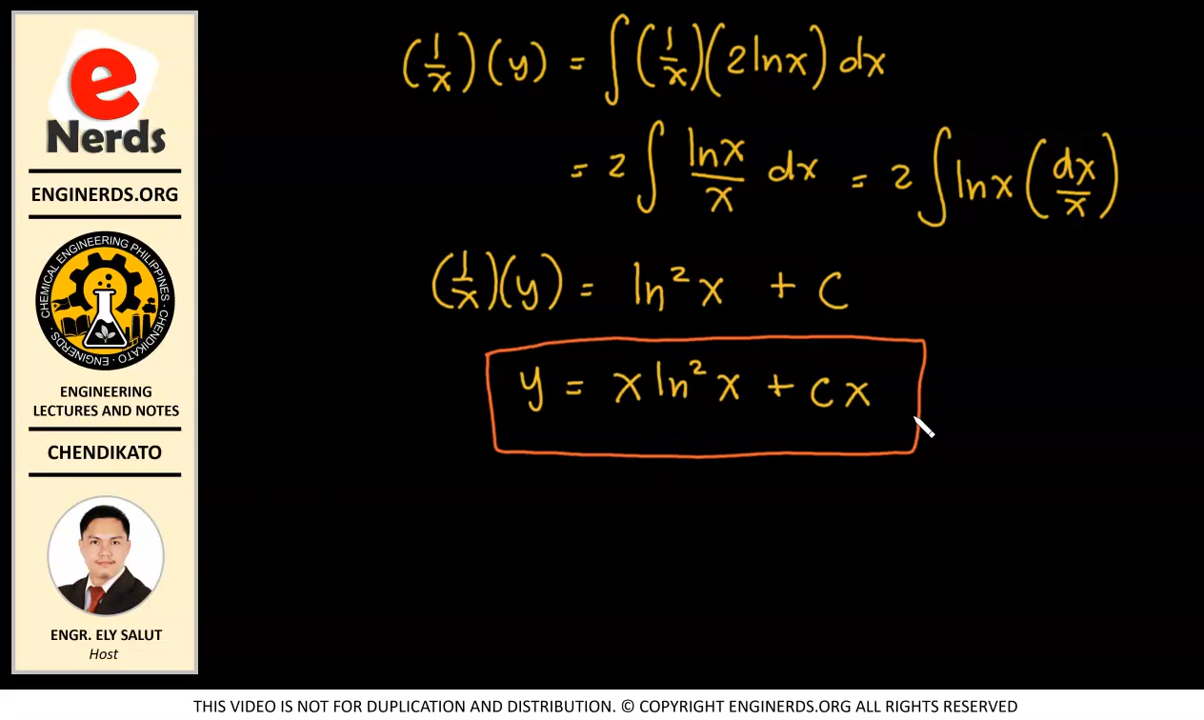 e
Nerds
ENGINERDS.ORG
CHEMICAL ENGINEERING PHILIPPINES
· CHENDIKATO · ENGINERDS ·
ENGINEERING
LECTURES AND NOTES
CHENDIKATO
ENGR. ELY SALUT
Host
(1/x)(y) = ∫(1/x)(2lnx) dx
= 2 ∫ lnx/x dx = 2 ∫ lnx (dx/x)
(1/x)(y) = ln²x + C
y = x ln²x + Cx
THIS VIDEO IS NOT FOR DUPLICATION AND DISTRIBUTION. © COPYRIGHT ENGINERDS.ORG ALL RIGHTS RESERVED